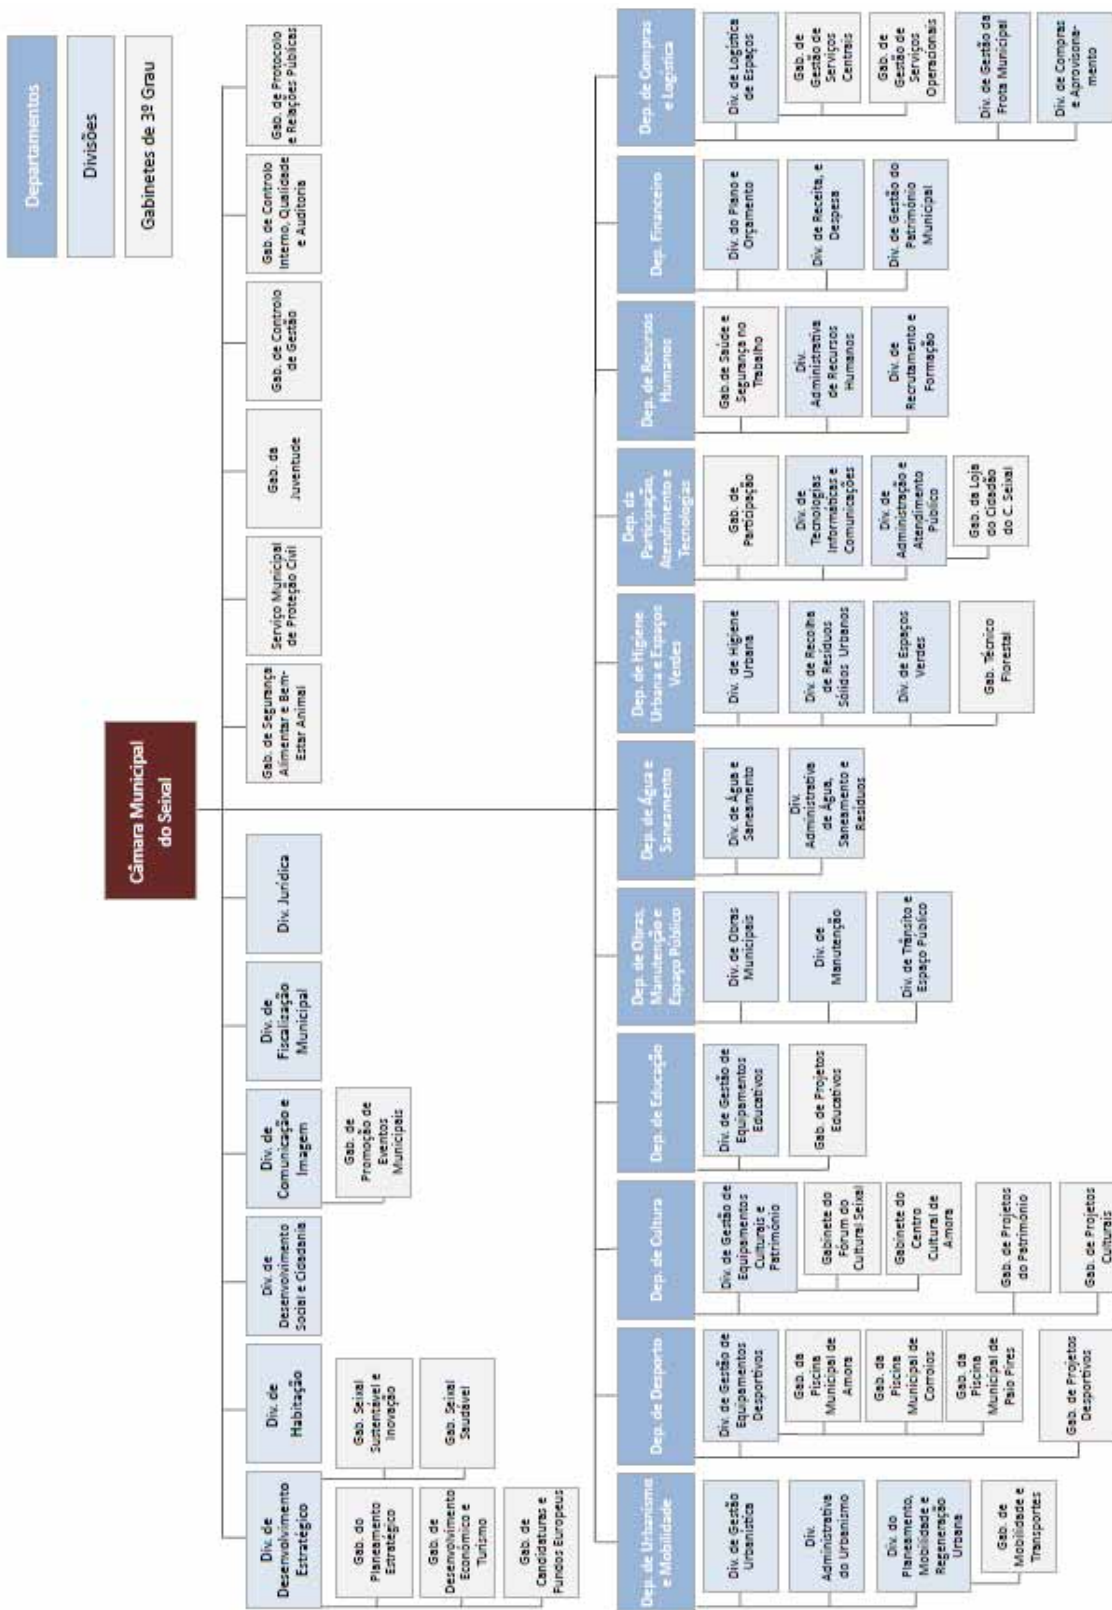 Câmara Municipal
do Seixal
Departamentos
Divisões
Gabinetes de 3º Grau
Div. de
Desenvolvimento
Estratégico
Gab. do
Planeamento
Estratégico
Gab. de
Desenvolvimento
Económico e
Turismo
Gab. de
Candidaturas e
Fundos Europeus
Div. de
Habitação
Gab. Seixal
Sustentável e
Inovação
Gab. Seixal
Saudável
Div. de
Desenvolvimento
Social e Cidadania
Div. de
Comunicação e
Imagem
Gab. de
Promoção de
Eventos
Municipais
Div. de
Fiscalização
Municipal
Div. Jurídica
Gab. de Segurança
Alimentar e Bem-
Estar Animal
Serviço Municipal
de Proteção Civil
Gab. da
Juventude
Gab. de Controlo
de Gestão
Gab. de Controlo
Interno, Qualidade
e Auditoria
Gab. de Protocolo
e Relações Públicas
Dep. de Urbanismo
e Mobilidade
Div. de Gestão
Urbanística
Div.
Administrativa
do Urbanismo
Div. do
Planeamento,
Mobilidade e
Regeneração
Urbana
Gab. de
Mobilidade e
Transportes
Dep. de Desporto
Div. de Gestão de
Equipamentos
Desportivos
Gab. da
Piscina
Municipal de
Amora
Gab. da
Piscina
Municipal de
Corroios
Gab. da
Piscina
Municipal de
Paio Pires
Gab. de Projetos
Desportivos
Dep. de Cultura
Div. de Gestão de
Equipamentos
Culturais e
Património
Gabinete do
Fórum do
Cultural Seixal
Gabinete do
Centro
Cultural de
Amora
Gab. de Projetos
do Património
Gab. de Projetos
Culturais
Dep. de Educação
Div. de Gestão de
Equipamentos
Educativos
Gab. de Projetos
Educativos
Dep. de Obras,
Manutenção e
Espaço Público
Div. de Obras
Municipais
Div. de
Manutenção
Div. de Trânsito e
Espaço Público
Dep. de Água e
Saneamento
Div. de Água e
Saneamento
Div.
Administrativa
de Água,
Saneamento e
Resíduos
Dep. de Higiene
Urbana e Espaços
Verdes
Div. de Higiene
Urbana
Div. de Recolha
de Resíduos
Sólidos Urbanos
Div. de Espaços
Verdes
Gab. Técnico
Florestal
Dep. da
Participação,
Atendimento e
Tecnologias
Gab. de
Participação
Div. de
Tecnologias
Informáticas e
Comunicações
Div. de
Administração e
Atendimento
Público
Gab. da Loja
do Cidadão
do C. Seixal
Dep. de Recursos
Humanos
Gab. de Saúde e
Segurança no
Trabalho
Div.
Administrativa
de Recursos
Humanos
Div. de
Recrutamento e
Formação
Dep. Financeiro
Div. do Plano e
Orçamento
Div. de Receita, e
Despesa
Div. de Gestão do
Património
Municipal
Dep. de Compras
e Logística
Div. de Logística
de Espaços
Gab. de
Gestão de
Serviços
Centrais
Gab. de
Gestão de
Serviços
Operacionais
Div. de Gestão da
Frota Municipal
Div. de Compras
e Aprovisona-
mento